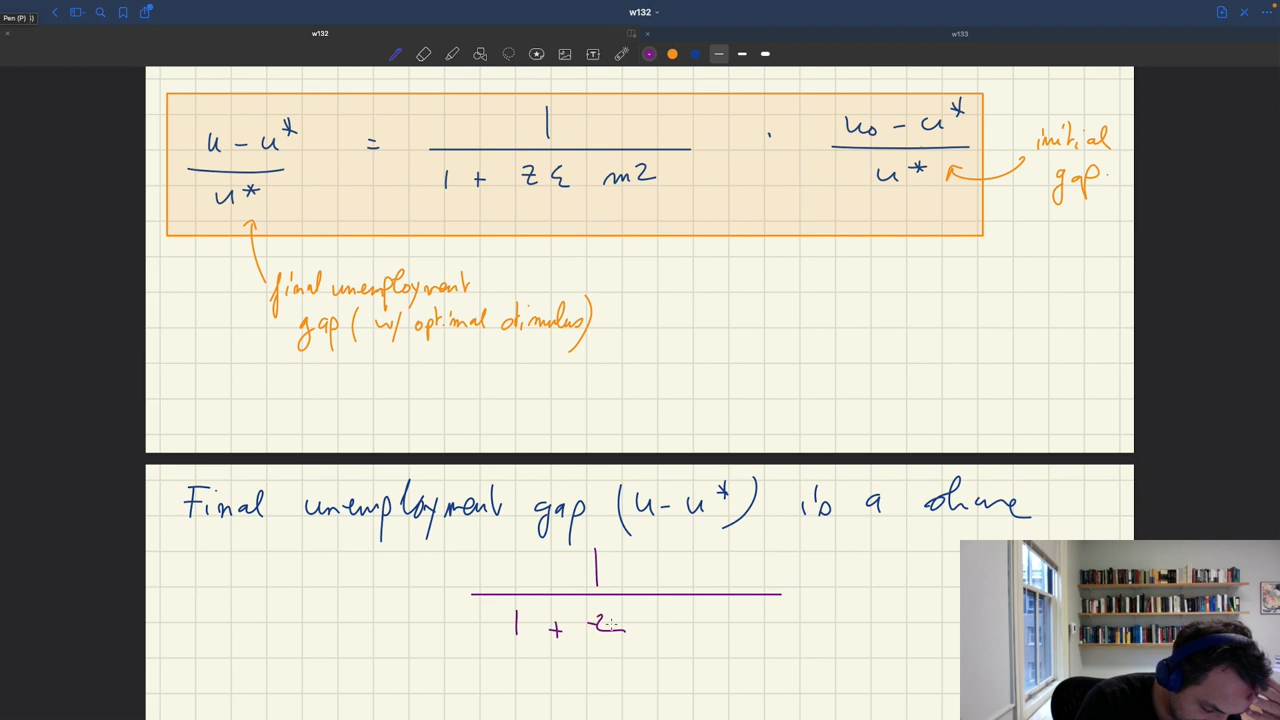 Pen (P)
w132
w132
w133
u - u* / u* = 1 / (1 + z ε m2) · (u₀ - u*) / u*
initial
gap
final unemployment
gap ( w/ optimal stimulus)
Final unemployment gap (u - u*) is a share
1
1 + z